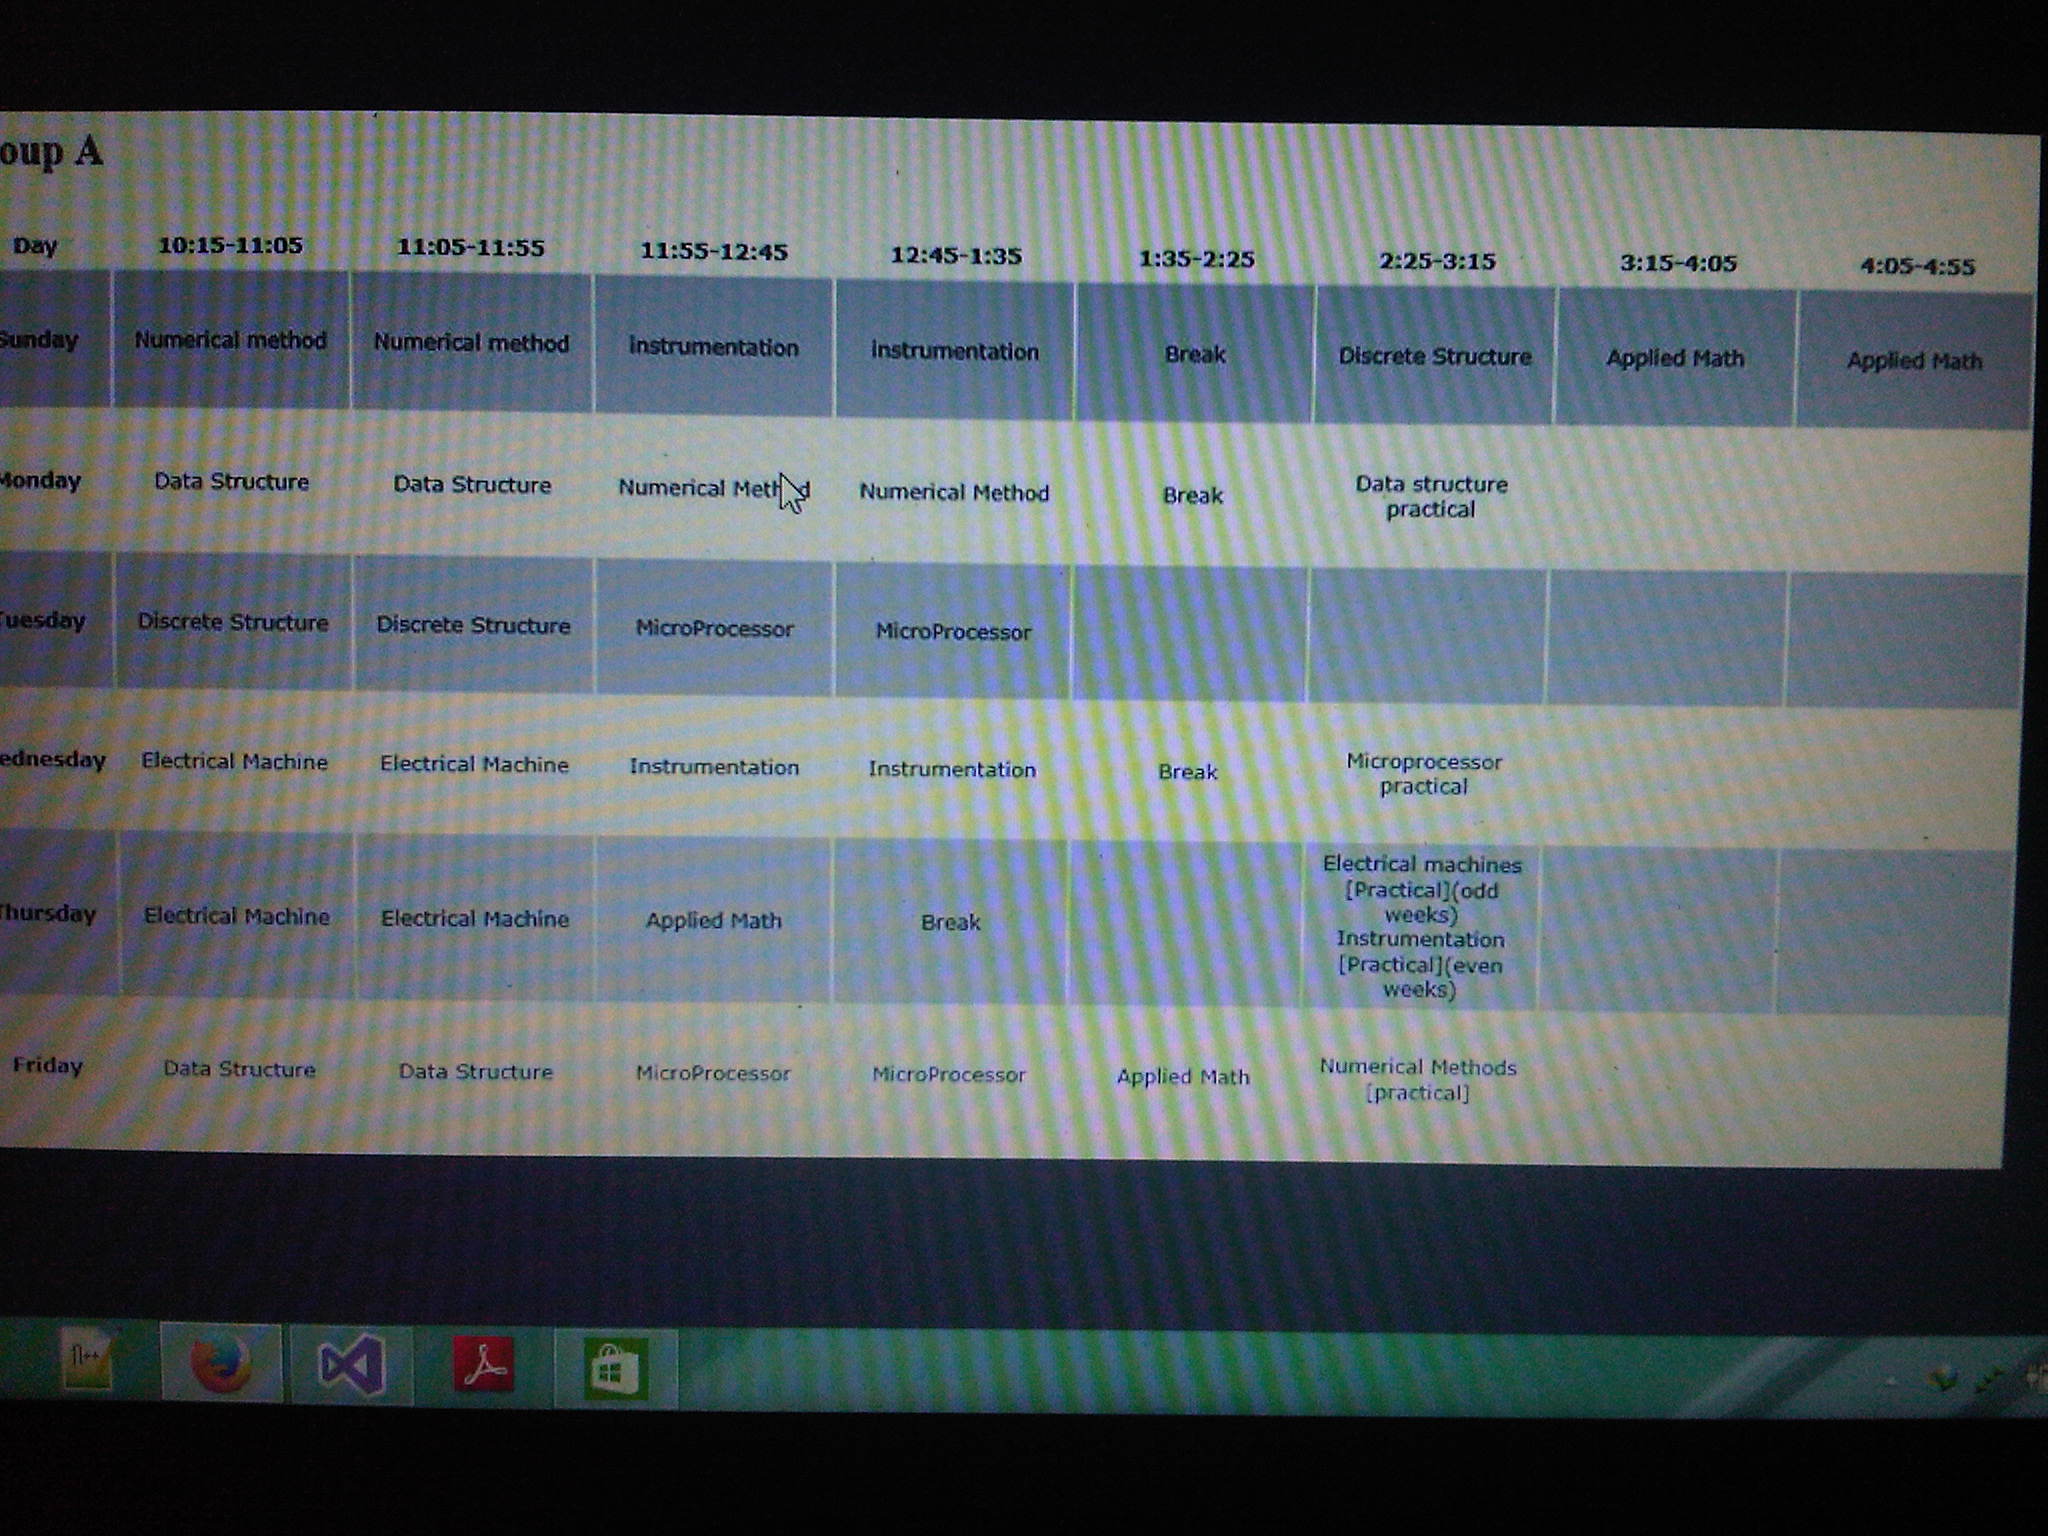 oup A
Day 10:15-11:05 11:05-11:55 11:55-12:45 12:45-1:35 1:35-2:25 2:25-3:15 3:15-4:05 4:05-4:55
Sunday Numerical method Numerical method instrumentation instrumentation Break Discrete Structure Applied Math Applied Math
Monday Data Structure Data Structure Numerical Method Numerical Method Break Data structure
practical
Tuesday Discrete Structure Discrete Structure MicroProcessor MicroProcessor
ednesday Electrical Machine Electrical Machine Instrumentation Instrumentation Break Microprocessor
practical
Thursday Electrical Machine Electrical Machine Applied Math Break Electrical machines
[Practical](odd
weeks)
Instrumentation
[Practical](even
weeks)
Friday Data Structure Data Structure MicroProcessor MicroProcessor Applied Math Numerical Methods
[practical]
n++